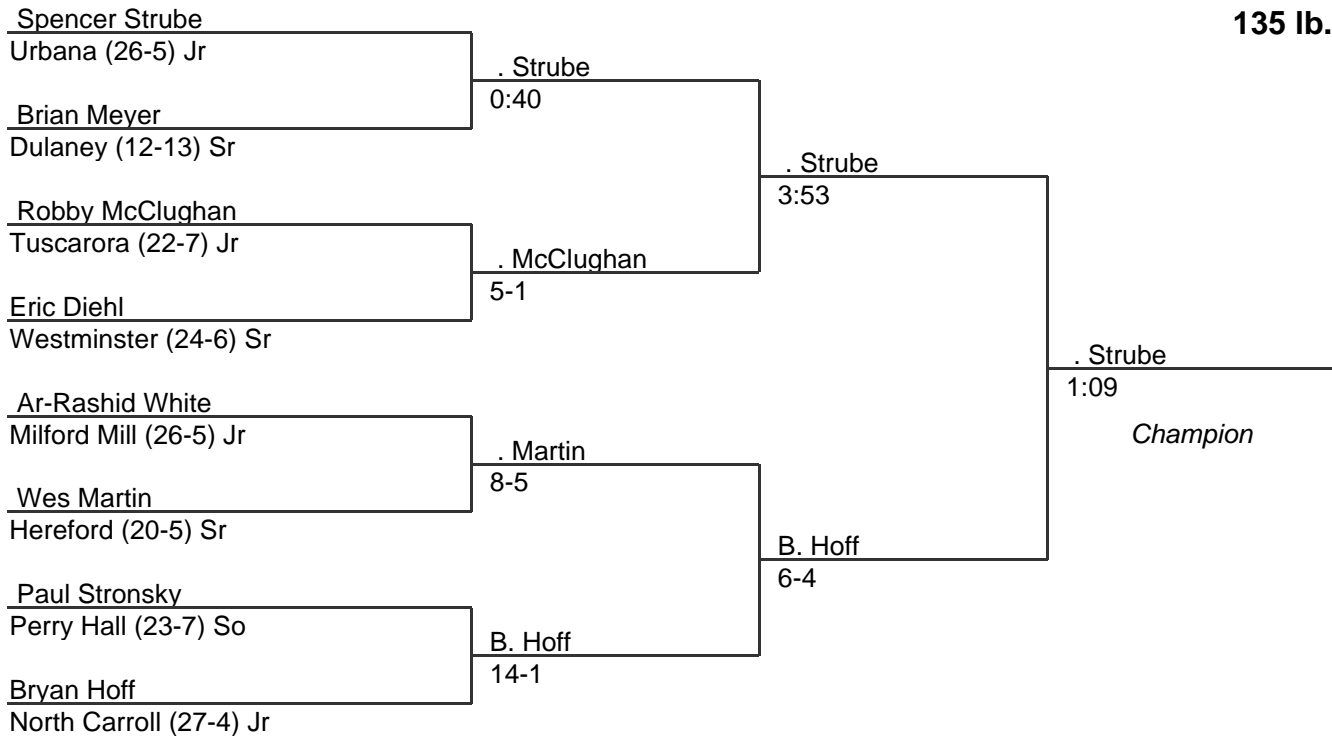 135 lb.
Spencer Strube
Urbana (26-5) Jr
. Strube
0:40
Brian Meyer
Dulaney (12-13) Sr
. Strube
3:53
Robby McClughan
Tuscarora (22-7) Jr
. McClughan
5-1
Eric Diehl
Westminster (24-6) Sr
. Strube
1:09
Champion
Ar-Rashid White
Milford Mill (26-5) Jr
. Martin
8-5
Wes Martin
Hereford (20-5) Sr
B. Hoff
6-4
Paul Stronsky
Perry Hall (23-7) So
B. Hoff
14-1
Bryan Hoff
North Carroll (27-4) Jr